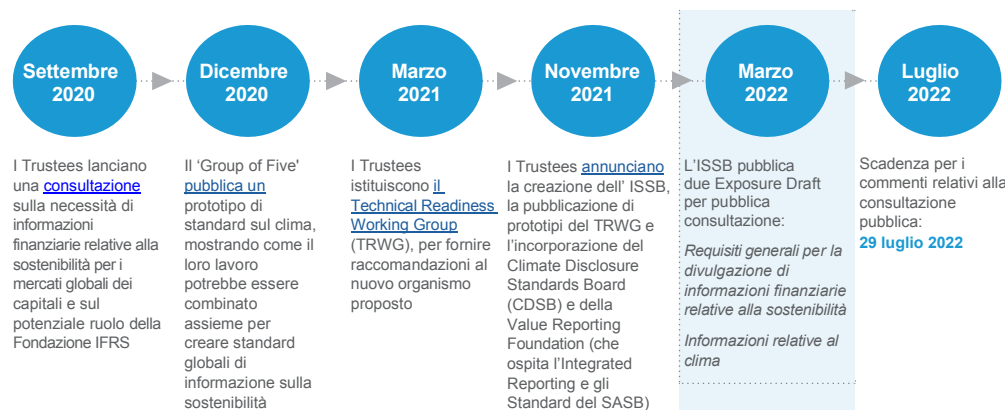 Settembre
2020
Dicembre
2020
Marzo
2021
Novembre
2021
Marzo
2022
Luglio
2022
I Trustees lanciano
una consultazione
sulla necessità di
informazioni
finanziarie relative alla
sostenibilità per i
mercati globali dei
capitali e sul
potenziale ruolo della
Fondazione IFRS
Il ‘Group of Five'
pubblica un
prototipo di
standard sul clima,
mostrando come il
loro lavoro
potrebbe essere
combinato
assieme per
creare standard
globali di
informazione sulla
sostenibilità
I Trustees
istituiscono il
Technical Readiness
Working Group
(TRWG), per fornire
raccomandazioni al
nuovo organismo
proposto
I Trustees annunciano
la creazione dell’ ISSB,
la pubblicazione di
prototipi del TRWG e
l’incorporazione del
Climate Disclosure
Standards Board
(CDSB) e della
Value Reporting
Foundation (che
ospita l’Integrated
Reporting e gli
Standard del SASB)
L’ISSB pubblica
due Exposure Draft
per pubblica
consultazione:
Requisiti generali per la
divulgazione di
informazioni finanziarie
relative alla sostenibilità
Informazioni relative al
clima
Scadenza per i
commenti relativi alla
consultazione
pubblica:
29 luglio 2022